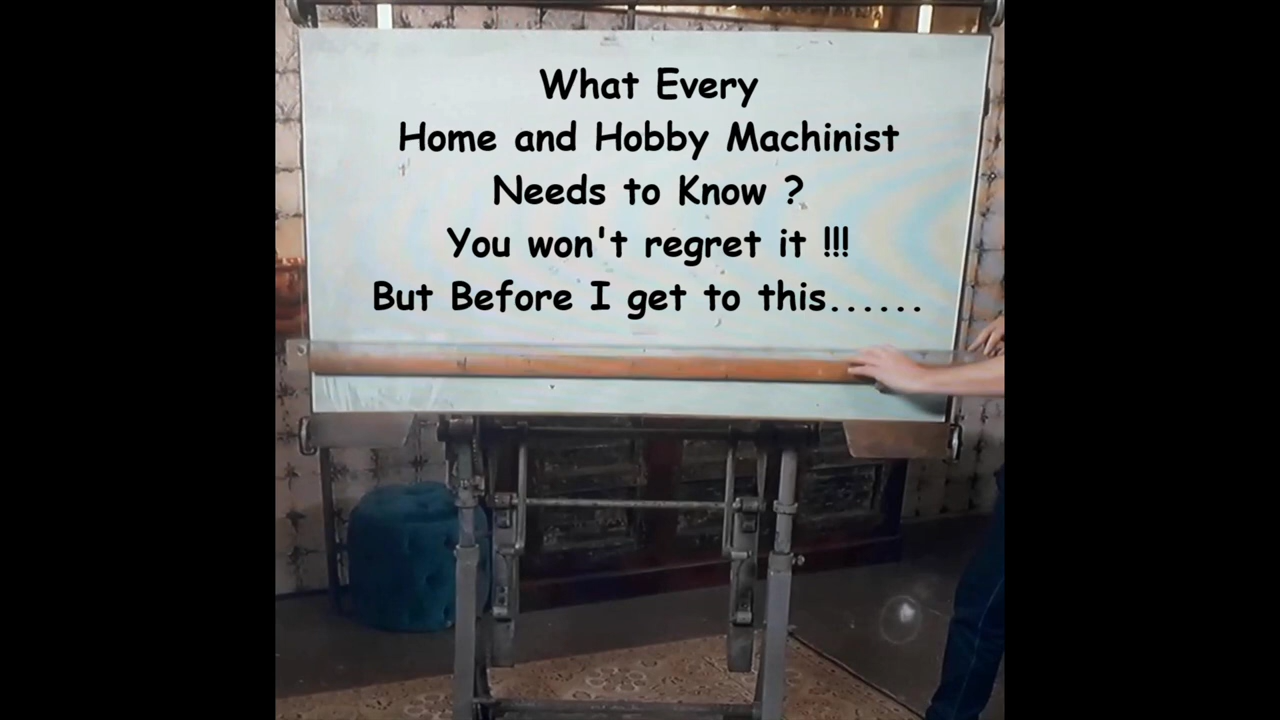 What Every
Home and Hobby Machinist
Needs to Know ?
You won't regret it !!!
But Before I get to this......